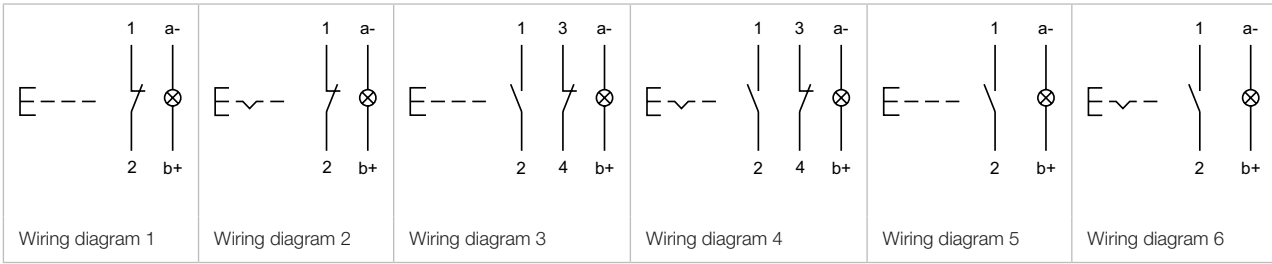 1 a-
2 b+
Wiring diagram 1
1 a-
2 b+
Wiring diagram 2
1 3 a-
2 4 b+
Wiring diagram 3
1 3 a-
2 4 b+
Wiring diagram 4
1 a-
2 b+
Wiring diagram 5
1 a-
2 b+
Wiring diagram 6